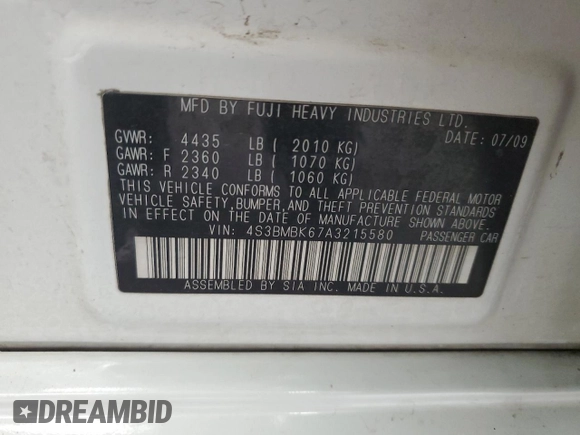 MFD BY FUJI HEAVY INDUSTRIES LTD.
DATE: 07/09
GVWR: 4435 LB ( 2010 KG)
GAWR: F 2360 LB ( 1070 KG)
GAWR: R 2340 LB ( 1060 KG)
THIS VEHICLE CONFORMS TO ALL APPLICABLE FEDERAL MOTOR
VEHICLE SAFETY,BUMPER,AND THEFT PREVENTION STANDARDS
IN EFFECT ON THE DATE OF MANUFACTURE SHOWN ABOVE.
VIN: 4S3BMBK67A3215580 PASSENGER CAR
ASSEMBLED BY SIA INC. MADE IN U.S.A.
DREAMBID